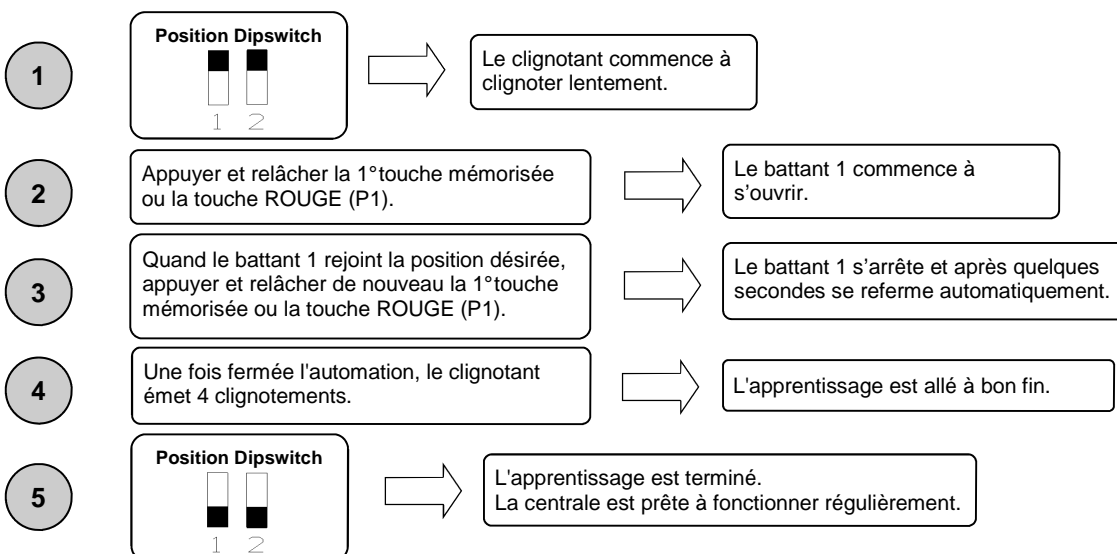 1
Position Dipswitch
1 2
Le clignotant commence à
clignoter lentement.
2
Appuyer et relâcher la 1°touche mémorisée
ou la touche ROUGE (P1).
Le battant 1 commence à
s’ouvrir.
3
Quand le battant 1 rejoint la position désirée,
appuyer et relâcher de nouveau la 1°touche
mémorisée ou la touche ROUGE (P1).
Le battant 1 s’arrête et après quelques
secondes se referme automatiquement.
4
Une fois fermée l'automation, le clignotant
émet 4 clignotements.
L'apprentissage est allé à bon fin.
5
Position Dipswitch
1 2
L'apprentissage est terminé.
La centrale est prête à fonctionner régulièrement.